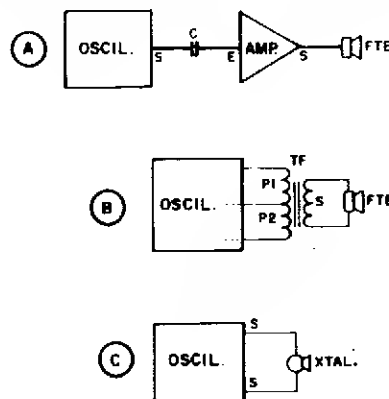 C
A OSCIL. S E AMP. S FTE
TF
P1
B OSCIL. P2 S FTE
S
C OSCIL. XTAL.
S